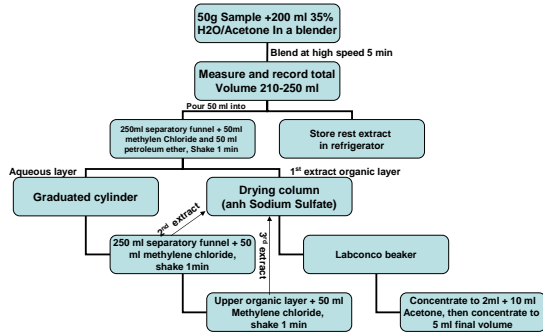 50g Sample +200 ml 35%
H2O/Acetone In a blender
Blend at high speed 5 min
Measure and record total
Volume 210-250 ml
Pour 50 ml into
250ml separatory funnel + 50ml
methylen Chloride and 50 ml
petroleum ether, Shake 1 min
Store rest extract
in refrigerator
Aqueous layer
1st extract organic layer
Graduated cylinder
Drying column
(anh Sodium Sulfate)
2nd extract
3rd extract
250 ml separatory funnel + 50
ml methylene chloride,
shake 1min
Labconco beaker
Upper organic layer + 50 ml
Methylene chloride,
shake 1 min
Concentrate to 2ml + 10 ml
Acetone, then concentrate to
5 ml final volume